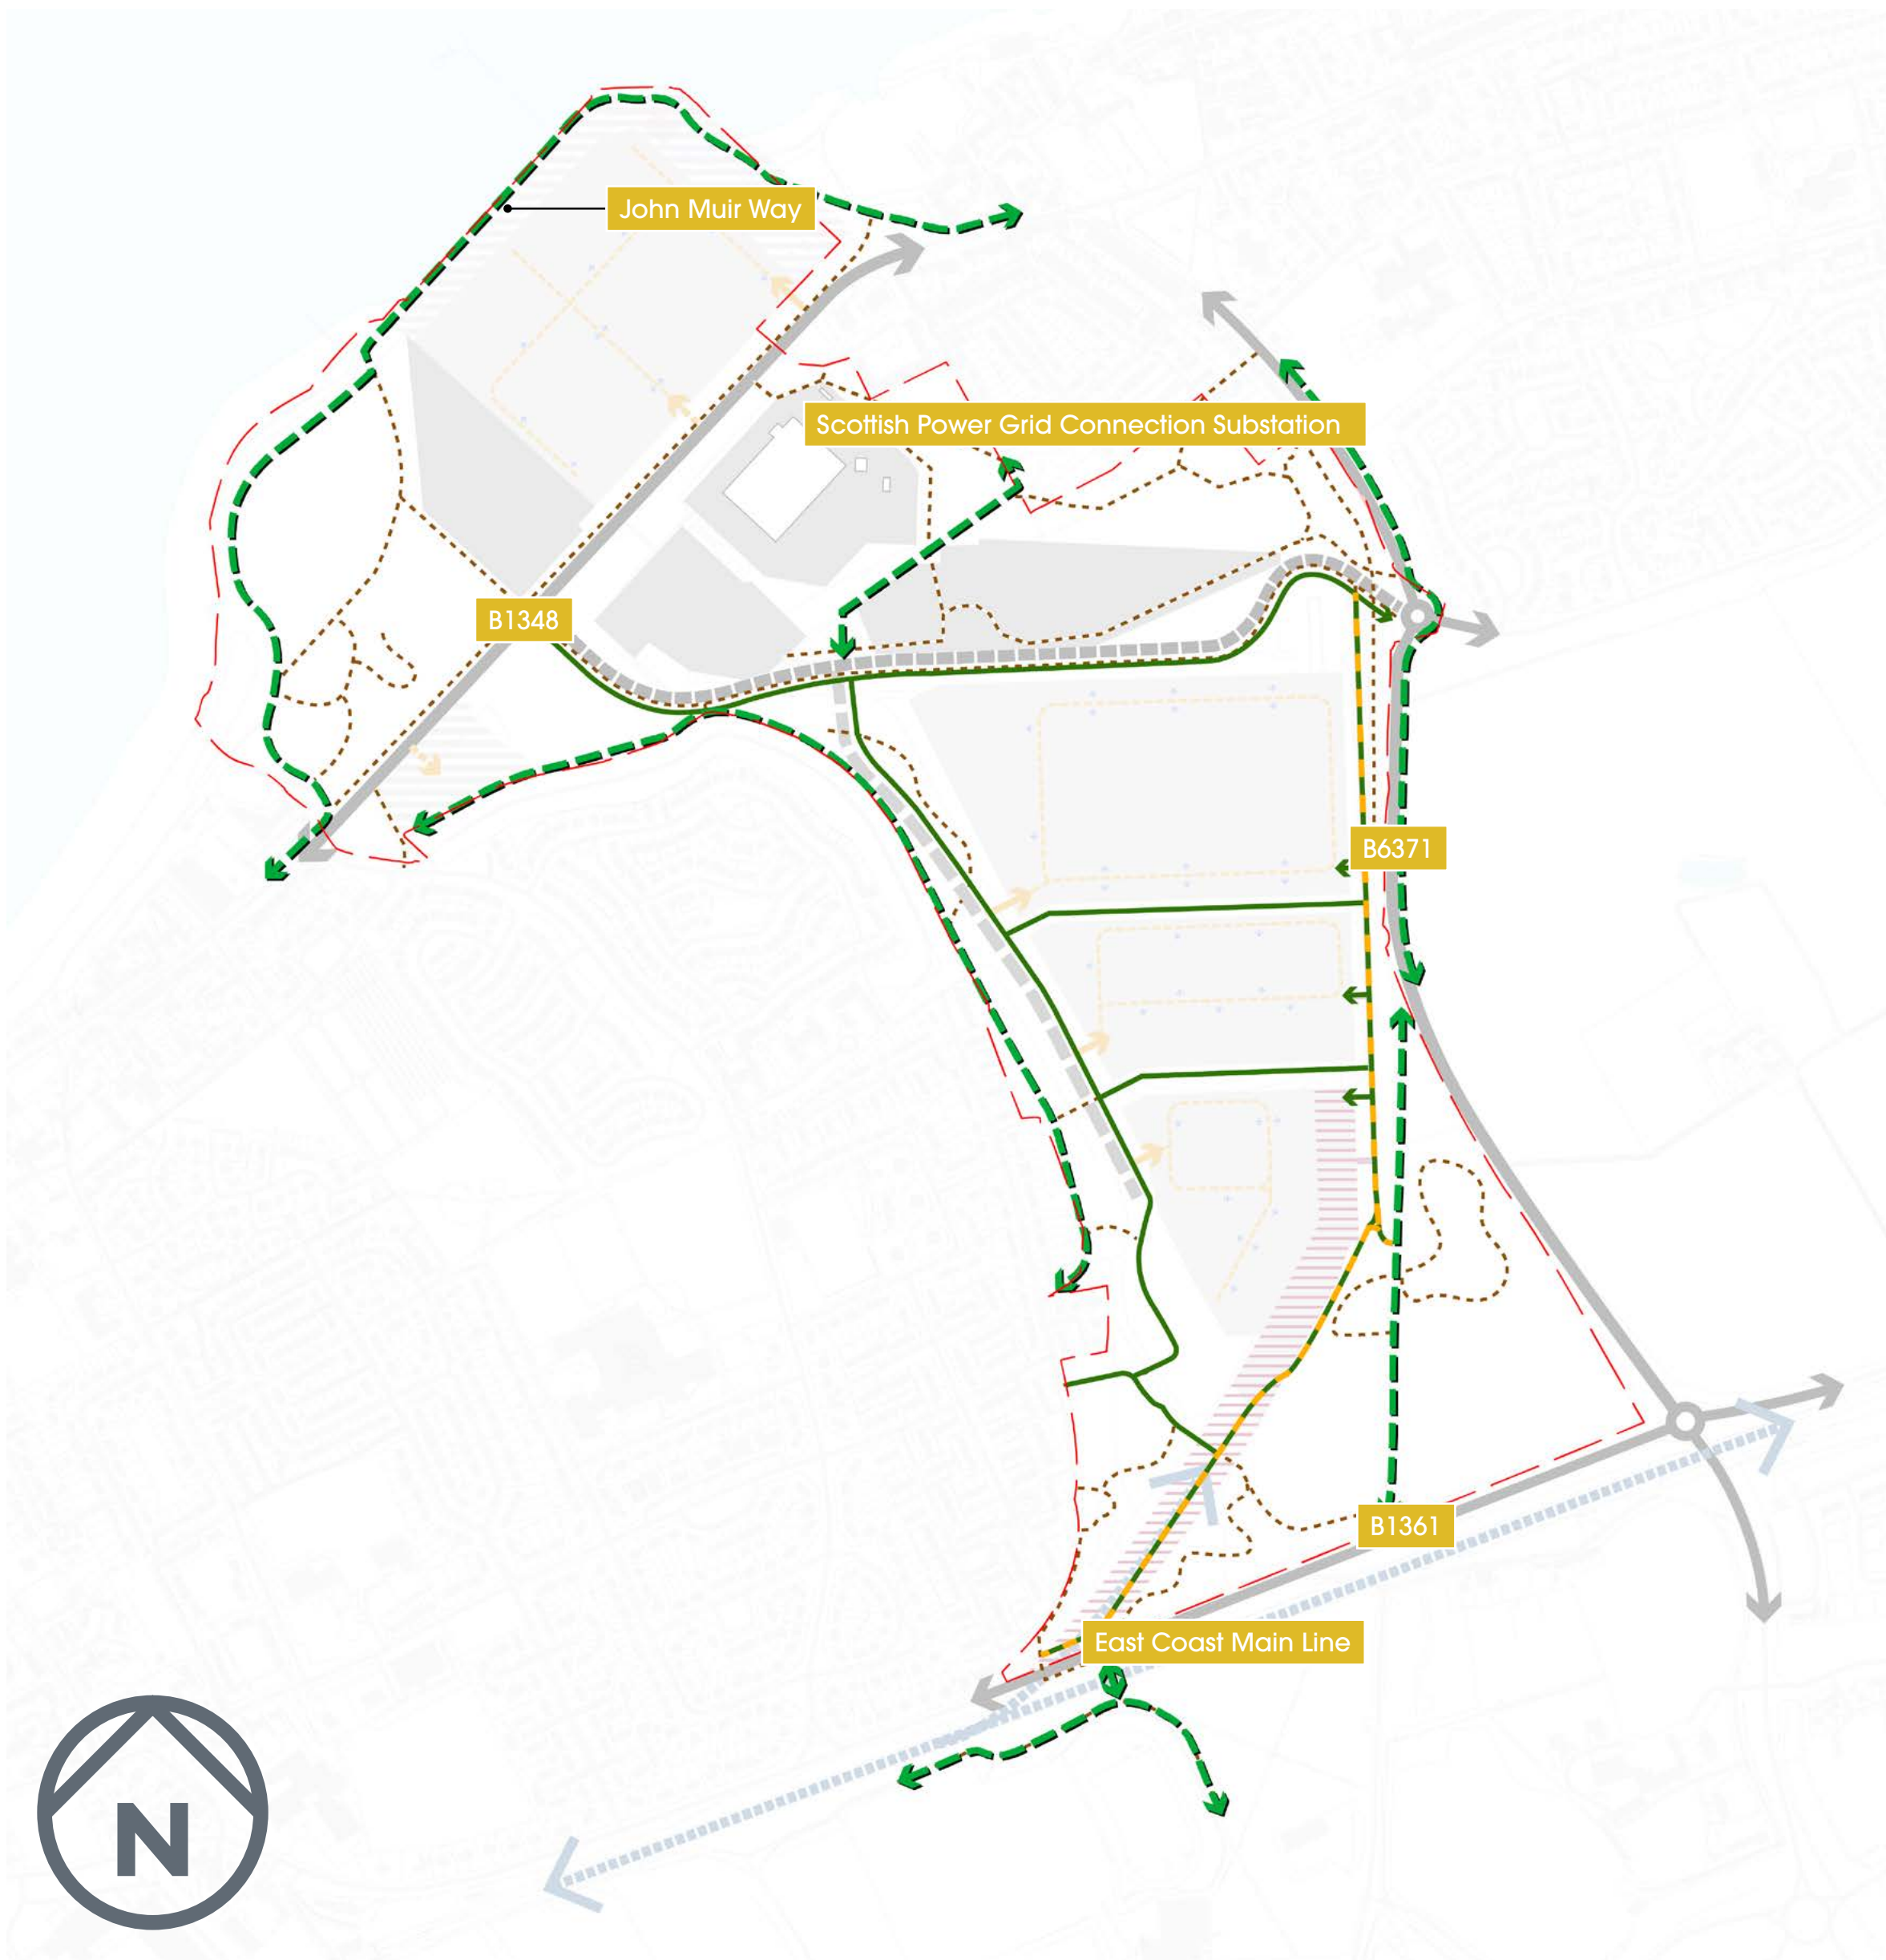 John Muir Way
Scottish Power Grid Connection Substation
B1348
B6371
B1361
East Coast Main Line
N